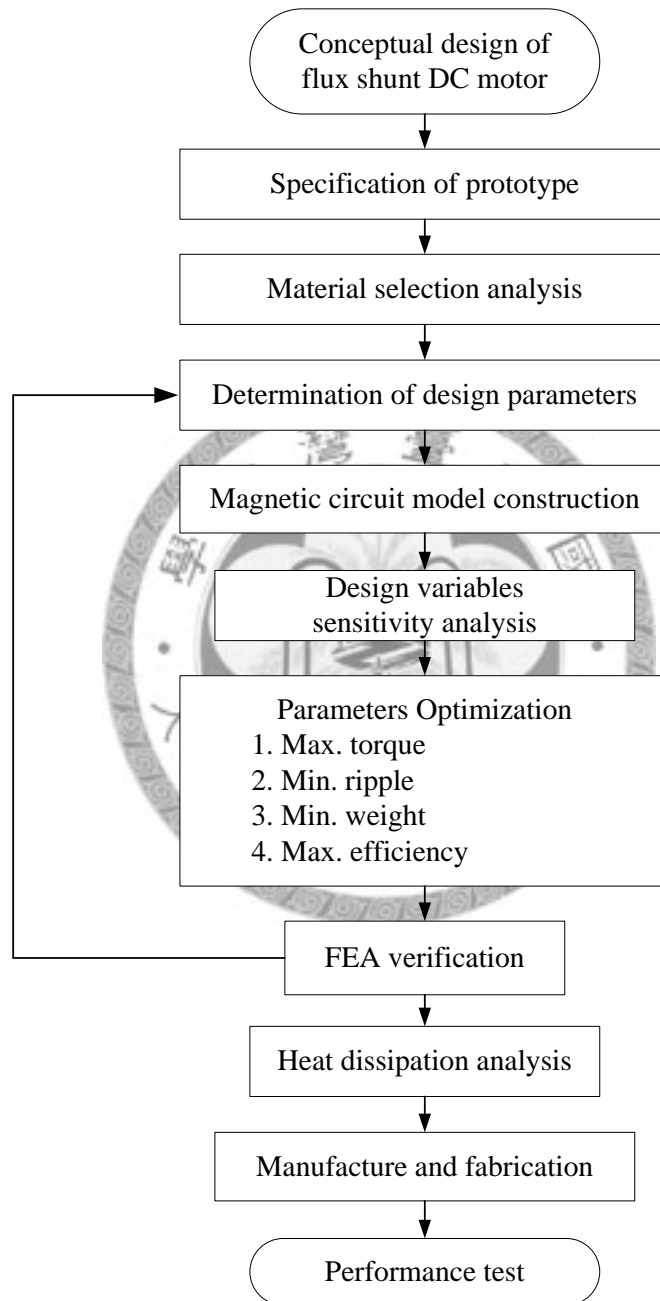 Conceptual design of
flux shunt DC motor
Specification of prototype
Material selection analysis
Determination of design parameters
Magnetic circuit model construction
Design variables
sensitivity analysis
Parameters Optimization
1. Max. torque
2. Min. ripple
3. Min. weight
4. Max. efficiency
FEA verification
Heat dissipation analysis
Manufacture and fabrication
Performance test